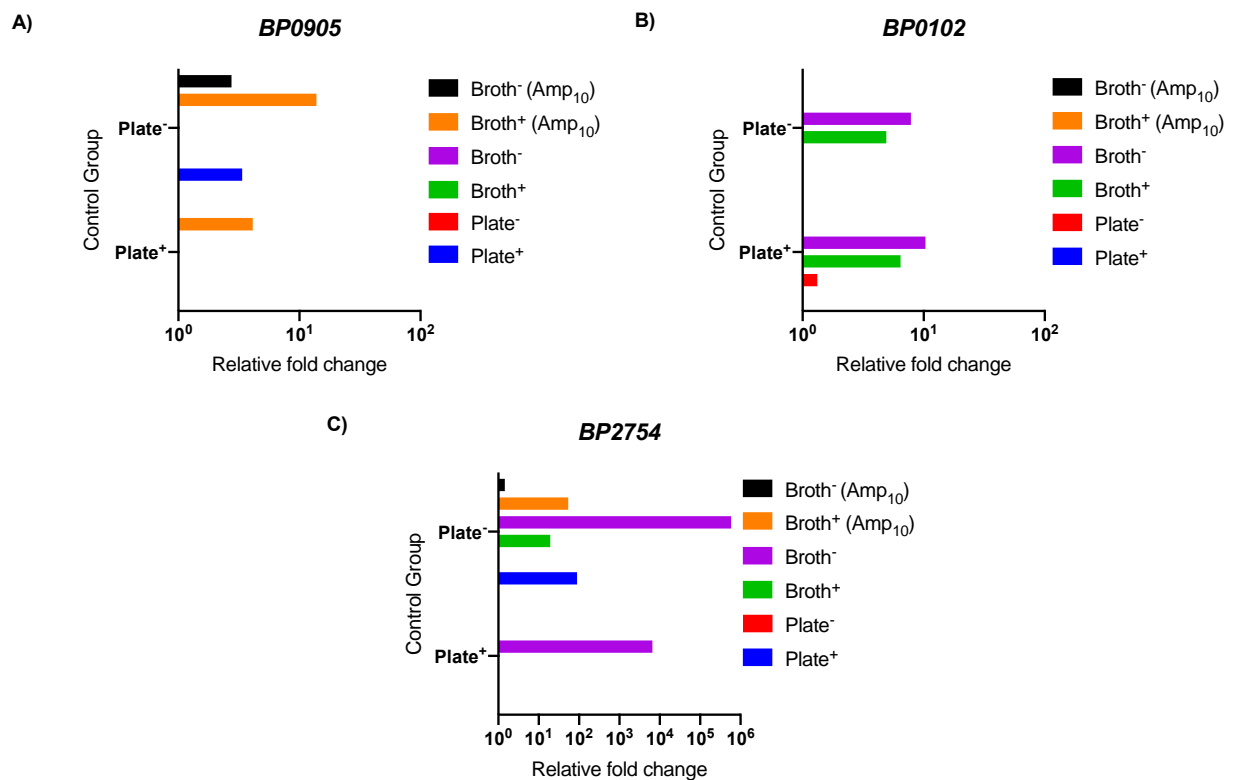 A)
BP0905
Control Group
Plate⁻
Plate⁺
10⁰ 10¹ 10²
Relative fold change
Broth⁻ (Amp₁₀)
Broth⁺ (Amp₁₀)
Broth⁻
Broth⁺
Plate⁻
Plate⁺
B)
BP0102
Control Group
Plate⁻
Plate⁺
10⁰ 10¹ 10²
Relative fold change
Broth⁻ (Amp₁₀)
Broth⁺ (Amp₁₀)
Broth⁻
Broth⁺
Plate⁻
Plate⁺
C)
BP2754
Control Group
Plate⁻
Plate⁺
10⁰ 10¹ 10² 10³ 10⁴ 10⁵ 10⁶
Relative fold change
Broth⁻ (Amp₁₀)
Broth⁺ (Amp₁₀)
Broth⁻
Broth⁺
Plate⁻
Plate⁺